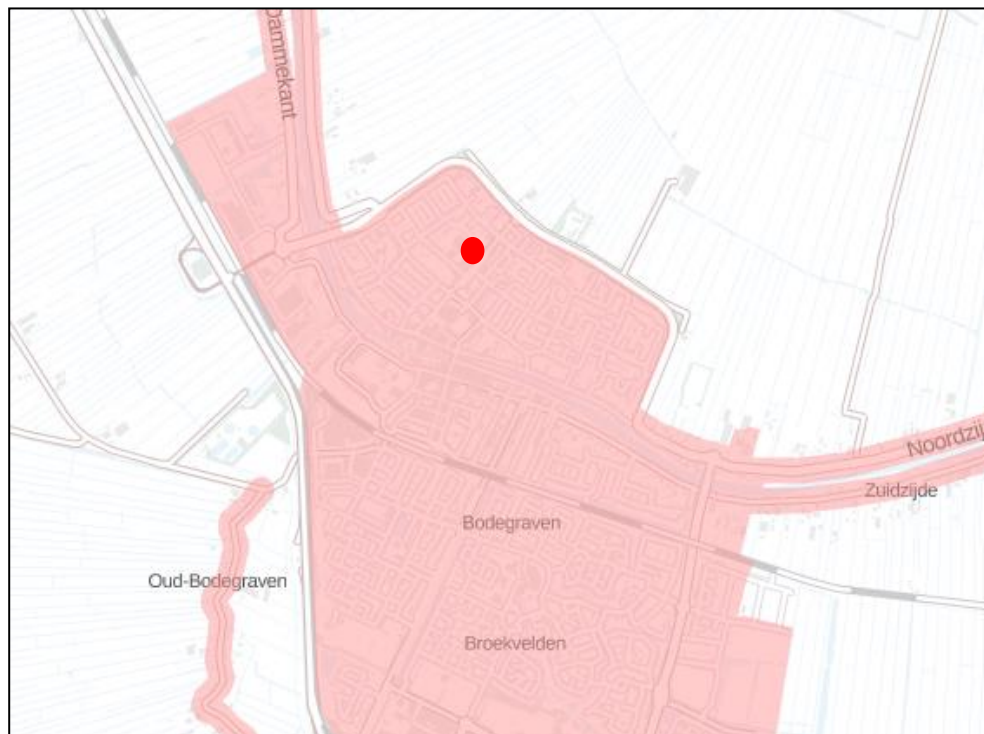 Dammekant
Noordzij
Zuidzijde
Bodegraven
Oud-Bodegraven
Broekvelden